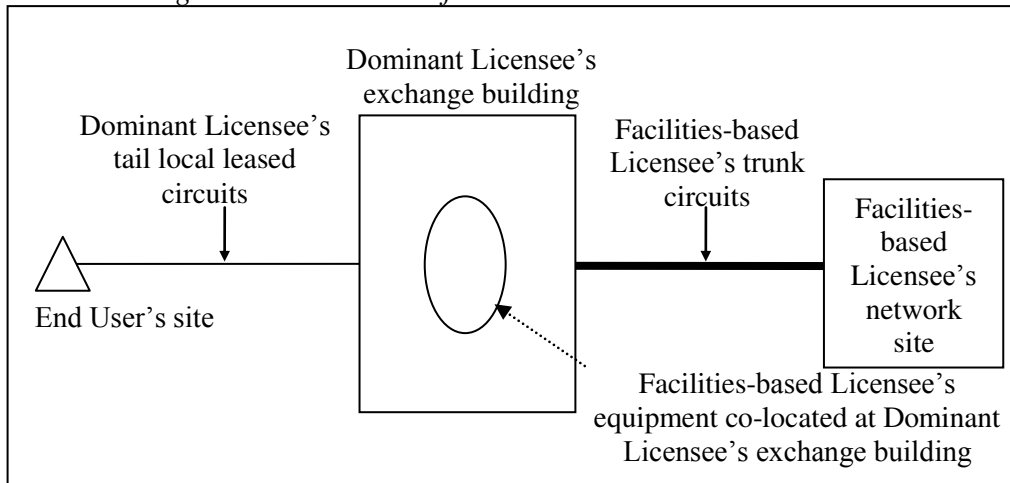 Dominant Licensee’s
exchange building
Dominant Licensee’s
tail local leased
circuits
Facilities-based
Licensee’s trunk
circuits
Facilities-
based
Licensee’s
network
site
End User’s site
Facilities-based Licensee’s
equipment co-located at Dominant
Licensee’s exchange building